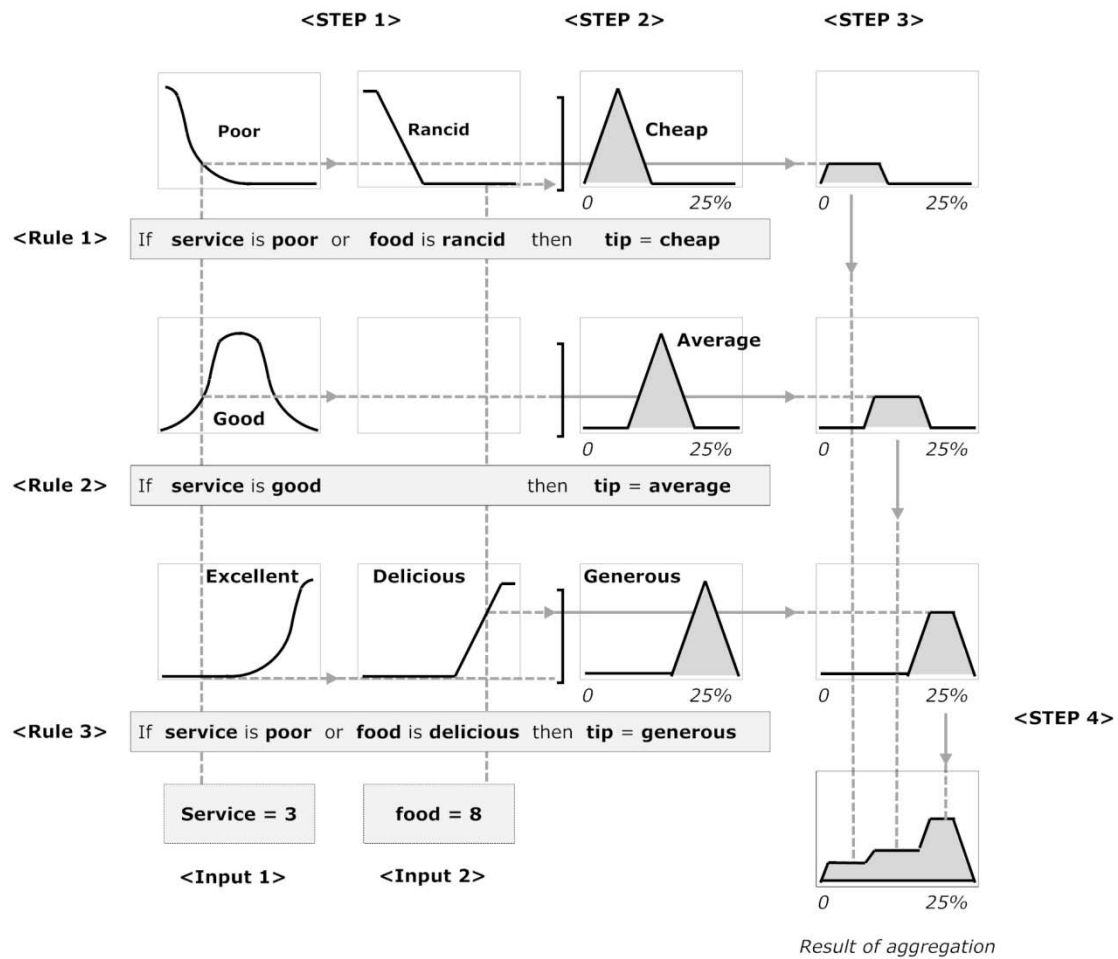 <STEP 1>
<STEP 2>
<STEP 3>
Poor
Rancid
Cheap
0
25%
0
25%
<Rule 1>
If service is poor or food is rancid then tip = cheap
Good
Average
0
25%
0
25%
<Rule 2>
If service is good then tip = average
Excellent
Delicious
Generous
0
25%
0
25%
<STEP 4>
<Rule 3>
If service is poor or food is delicious then tip = generous
Service = 3
food = 8
<Input 1>
<Input 2>
0
25%
Result of aggregation